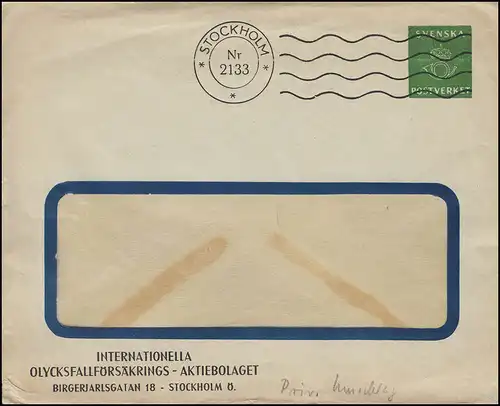 * STOCKHOLM *
Nr
2133
*
SVENSKA
POSTVERKET
INTERNATIONELLA
OLYCKSFALLFÖRSÄKRINGS - AKTIEBOLAGET
BIRGERJARLSGATAN 18 - STOCKHOLM Ö.